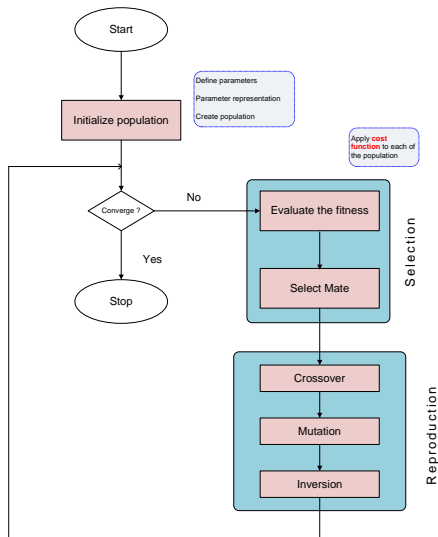 Start
Define parameters
Parameter representation
Create population
Initialize population
Apply cost
function to each of
the population
Converge ?
No
Evaluate the fitness
Yes
Select Mate
Stop
Selection
Crossover
Mutation
Inversion
Reproduction